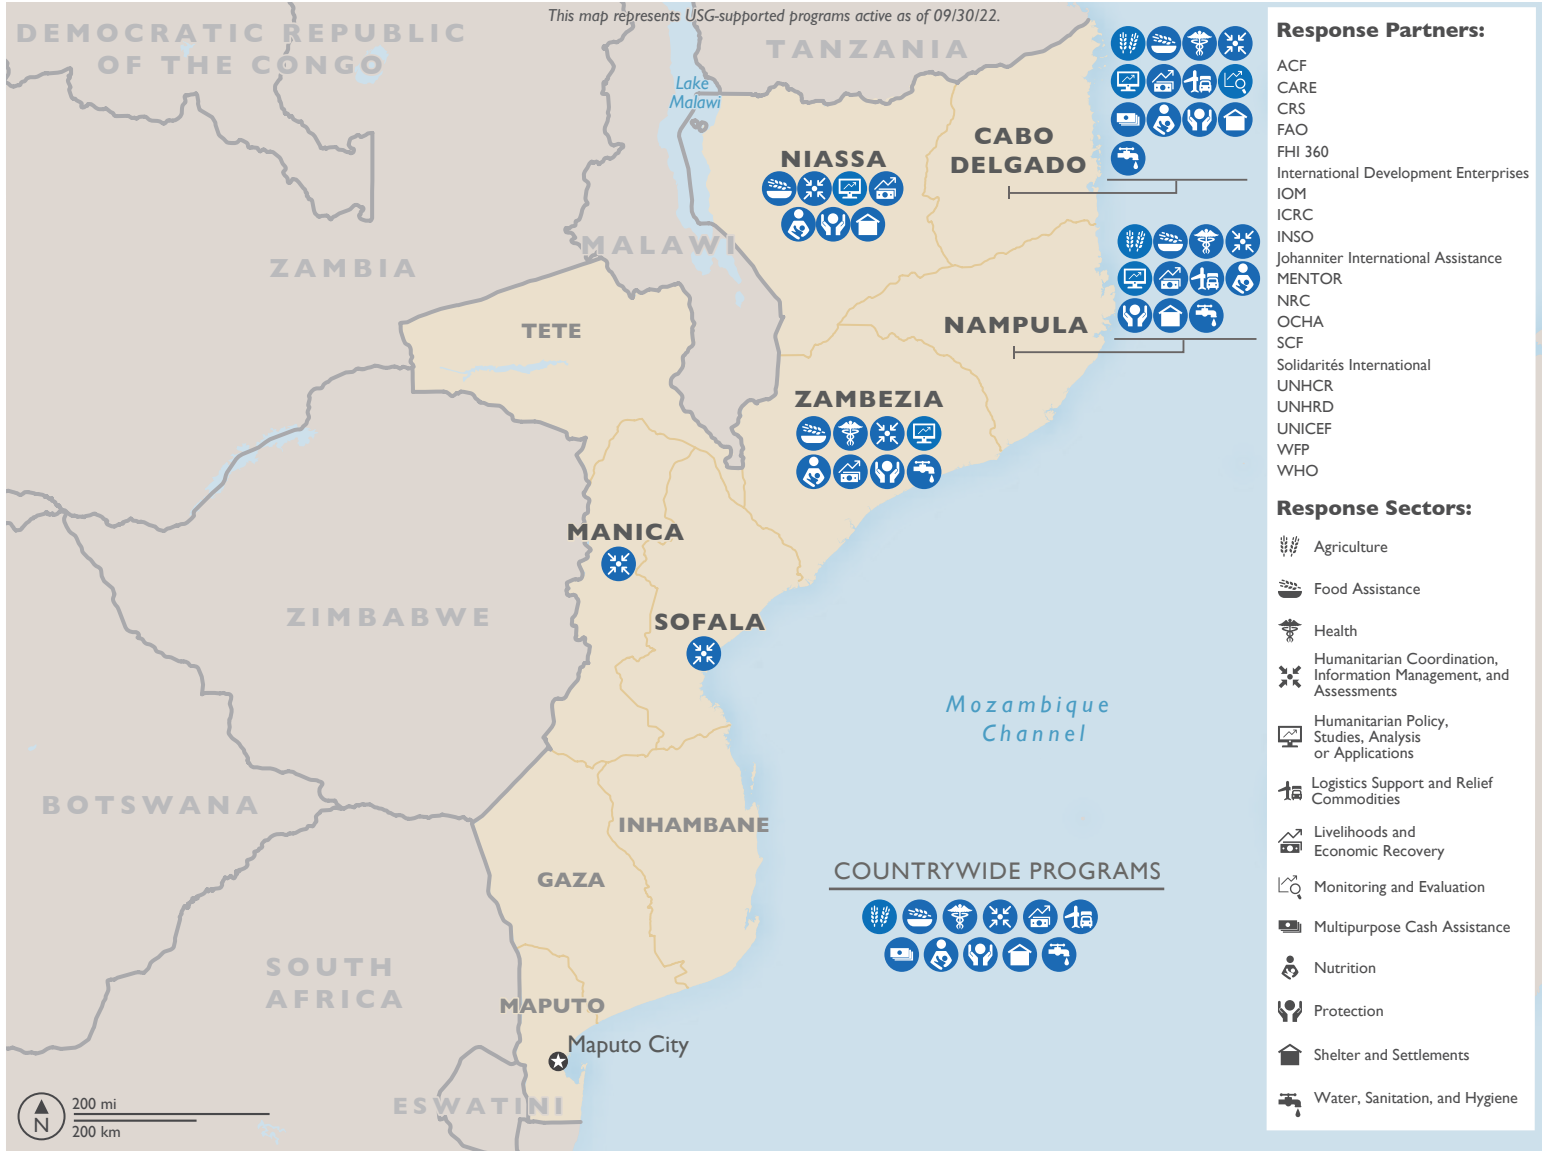 This map represents USG-supported programs active as of 09/30/22.
DEMOCRATIC REPUBLIC
OF THE CONGO
TANZANIA
Lake
Malawi
CABO
DELGADO
NIASSA
MALAWI
ZAMBIA
TETE
NAMPULA
ZAMBEZIA
MANICA
ZIMBABWE
SOFALA
Mozambique
Channel
BOTSWANA
INHAMBANE
GAZA
COUNTRYWIDE PROGRAMS
SOUTH
AFRICA
MAPUTO
Maputo City
ESWATINI
200 mi
200 km
N
Response Partners:
ACF
CARE
CRS
FAO
FHI 360
International Development Enterprises
IOM
ICRC
INSO
Johanniter International Assistance
MENTOR
NRC
OCHA
SCF
Solidarités International
UNHCR
UNHRD
UNICEF
WFP
WHO
Response Sectors:
Agriculture
Food Assistance
Health
Humanitarian Coordination,
Information Management, and
Assessments
Humanitarian Policy,
Studies, Analysis
or Applications
Logistics Support and Relief
Commodities
Livelihoods and
Economic Recovery
Monitoring and Evaluation
Multipurpose Cash Assistance
Nutrition
Protection
Shelter and Settlements
Water, Sanitation, and Hygiene